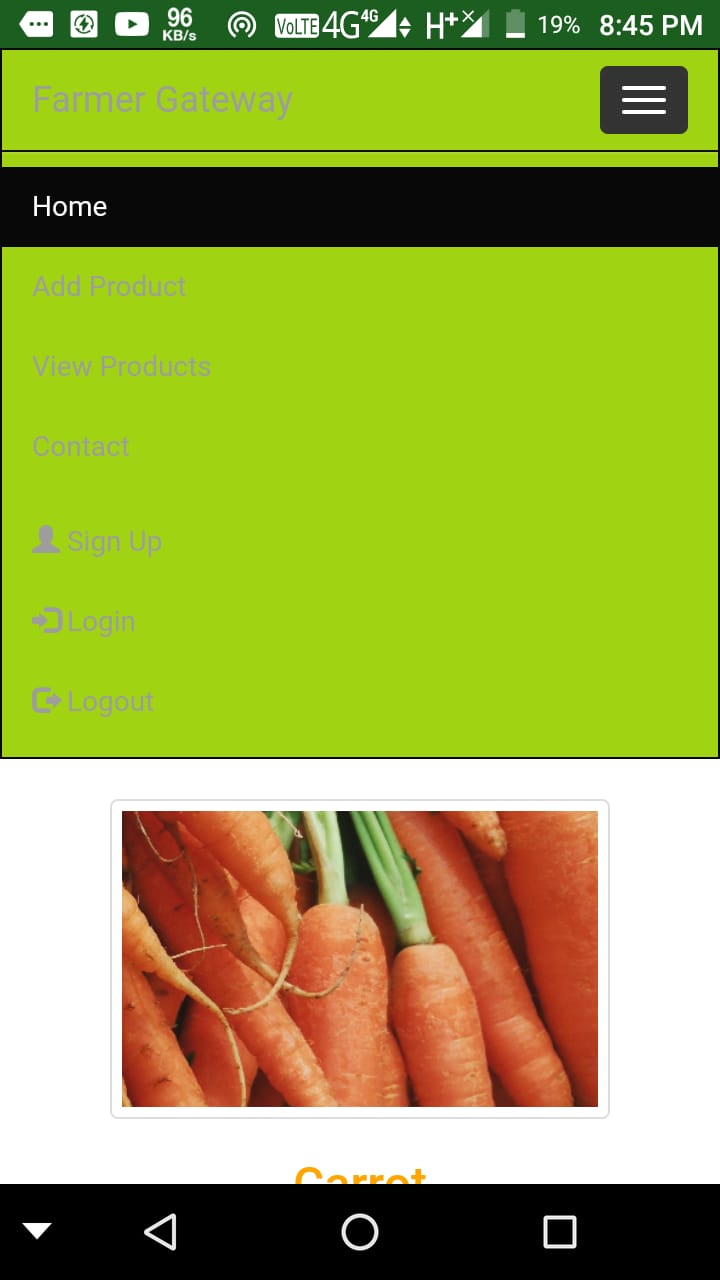 96 KB/s VoLTE 4G 4G H+ 19% 8:45 PM
Farmer Gateway
Home
Add Product
View Products
Contact
Sign Up
Login
Logout
Carrot